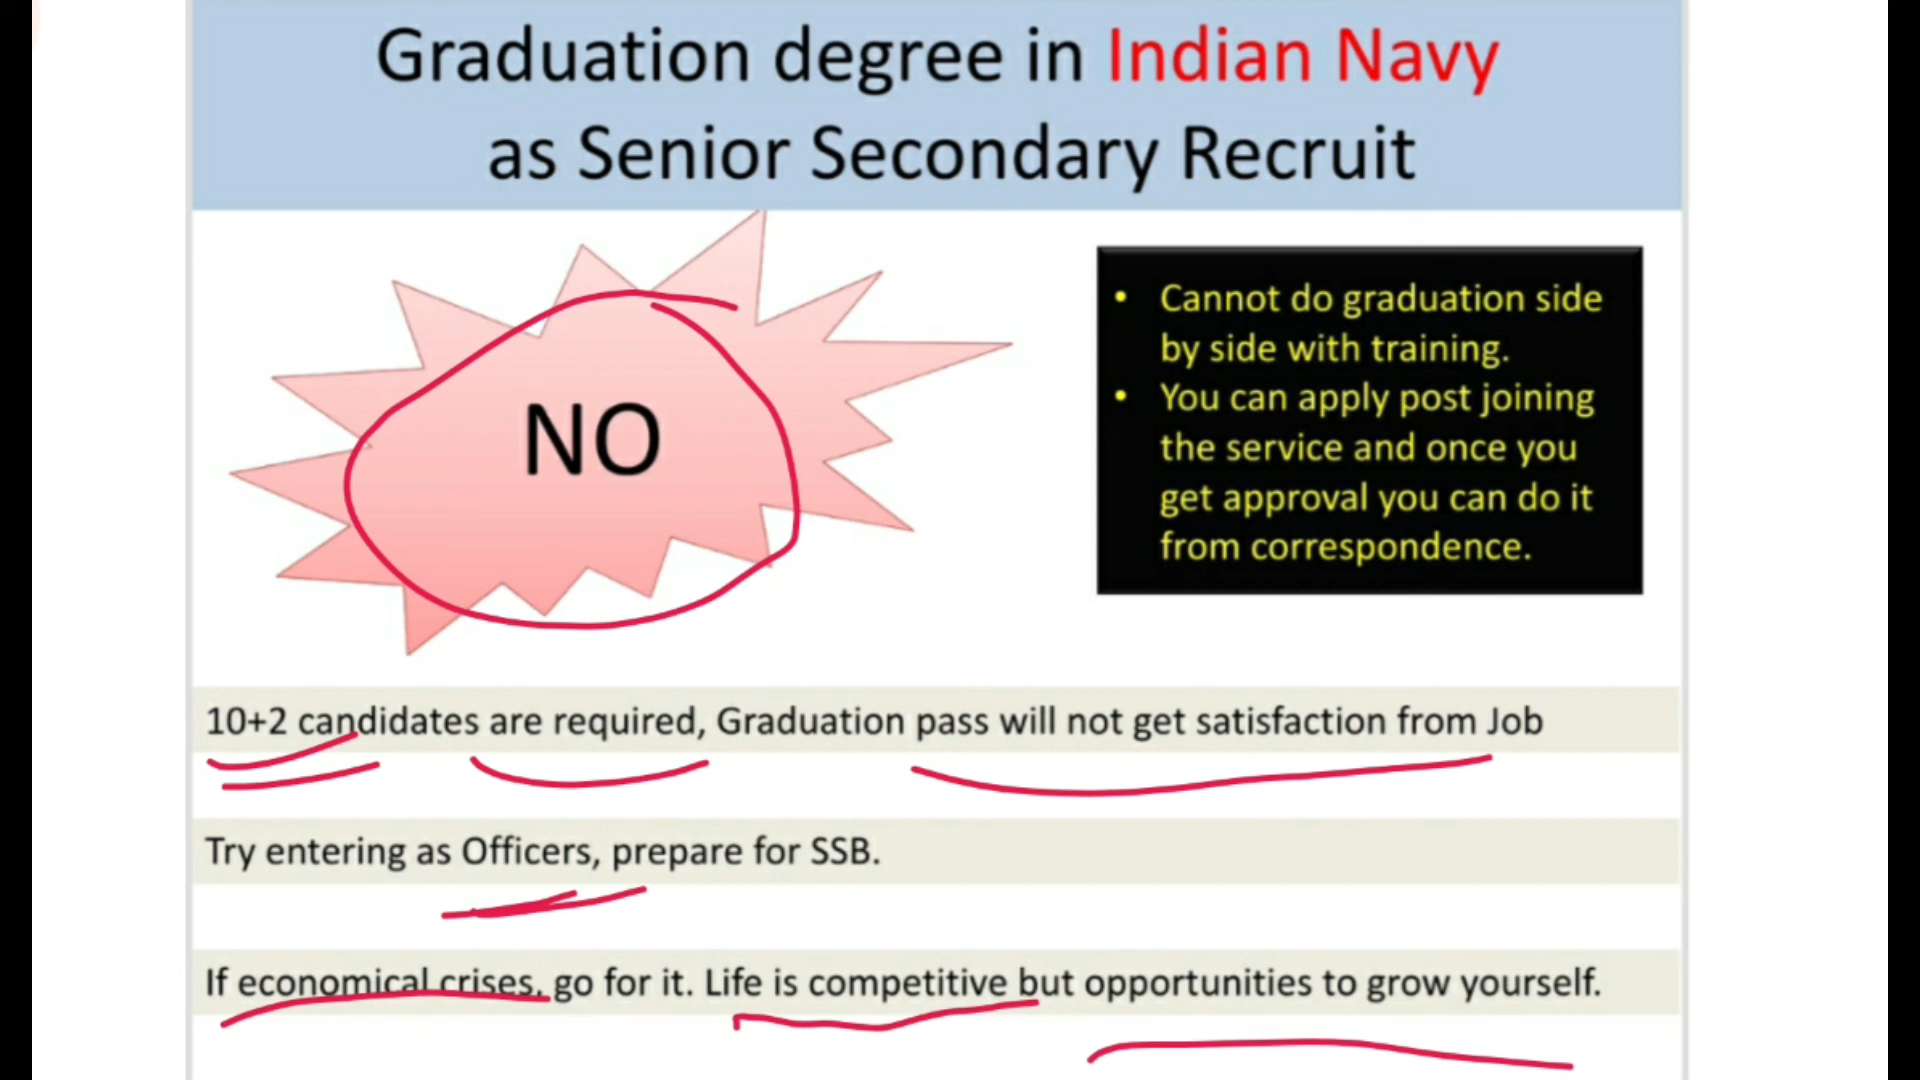 Graduation degree in Indian Navy
as Senior Secondary Recruit
NO
• Cannot do graduation side
by side with training.
• You can apply post joining
the service and once you
get approval you can do it
from correspondence.
10+2 candidates are required, Graduation pass will not get satisfaction from Job
Try entering as Officers, prepare for SSB.
If economical crises, go for it. Life is competitive but opportunities to grow yourself.